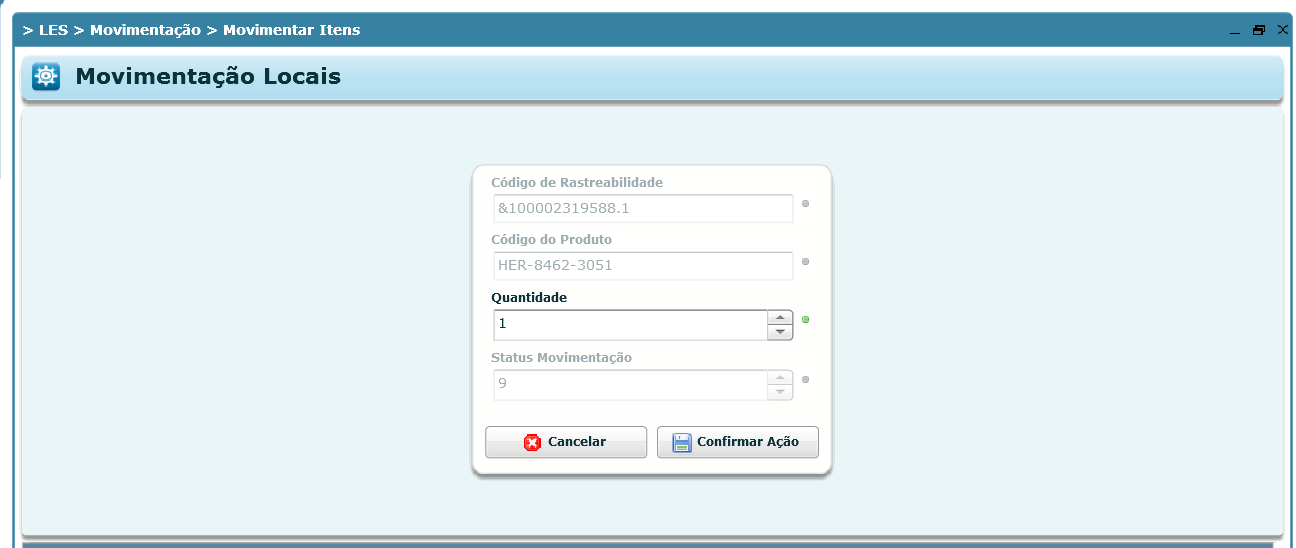 > LES > Movimentação > Movimentar Itens
Movimentação Locais
Código de Rastreabilidade
&100002319588.1
Código do Produto
HER-8462-3051
Quantidade
1
Status Movimentação
9
Cancelar
Confirmar Ação